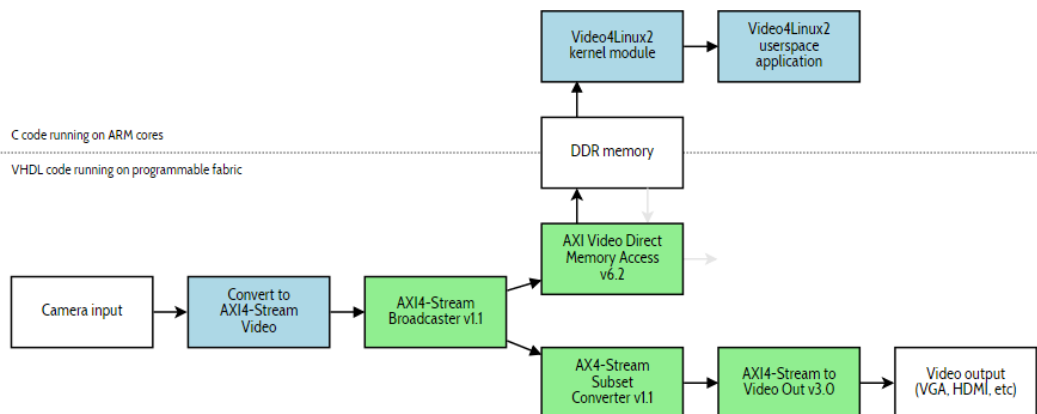 Video4Linux2
kernel module
Video4Linux2
userspace
application
C code running on ARM cores
DDR memory
VHDL code running on programmable fabric
AXI Video Direct
Memory Access
v6.2
Camera input
Convert to
AXI4-Stream
Video
AXI4-Stream
Broadcaster v1.1
AX4-Stream
Subset
Converter v1.1
AXI4-Stream to
Video Out v3.0
Video output
(VGA, HDMI, etc)